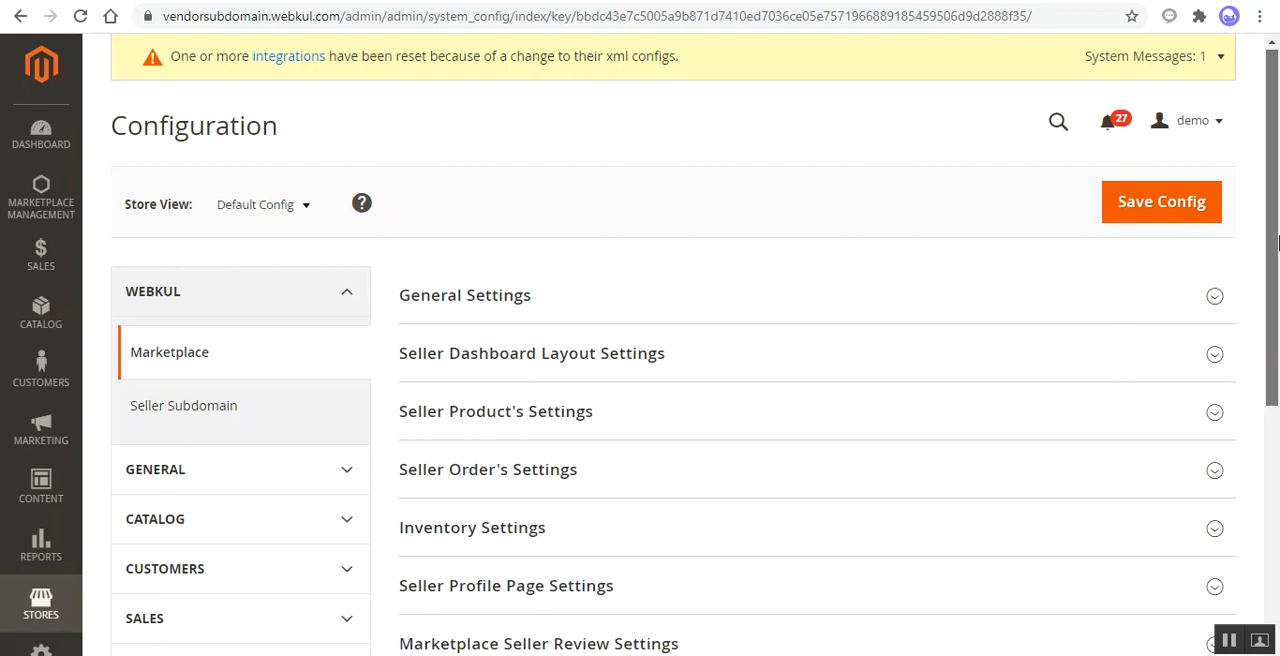 vendorsubdomain.webkul.com/admin/admin/system_config/index/key/bbdc43e7c5005a9b871d7410ed7036ce05e7571966889185459506d9d2888f35/
One or more integrations have been reset because of a change to their xml configs.
System Messages: 1
Configuration
27
demo
Store View:
Default Config
?
Save Config
DASHBOARD
MARKETPLACE
MANAGEMENT
SALES
CATALOG
CUSTOMERS
MARKETING
CONTENT
REPORTS
STORES
WEBKUL
Marketplace
Seller Subdomain
GENERAL
CATALOG
CUSTOMERS
SALES
General Settings
Seller Dashboard Layout Settings
Seller Product's Settings
Seller Order's Settings
Inventory Settings
Seller Profile Page Settings
Marketplace Seller Review Settings